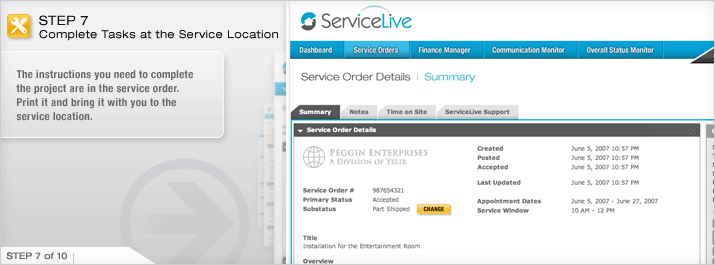 STEP 7
Complete Tasks at the Service Location
The instructions you need to complete
the project are in the service order.
Print it and bring it with you to the
service location.
STEP 7 of 10
ServiceLive
Dashboard Service Orders Finance Manager Communication Monitor Overall Status Monitor
Service Order Details Summary
Summary Notes Time on Site ServiceLive Support
Service Order Details
PEGGIN ENTERPRISES
A DIVISION OF YELIR
Created June 5, 2007 10:57 PM
Posted June 5, 2007 10:57 PM
Accepted June 5, 2007 10:57 PM
Last Updated June 5, 2007 10:57 PM
Service Order # 987654321
Primary Status Accepted
Substatus Part Shipped CHANGE
Appointment Dates June 5, 2007 - June 27, 2007
Service Window 10 AM - 12 PM
Title
Installation for the Entertainment Room
Overview